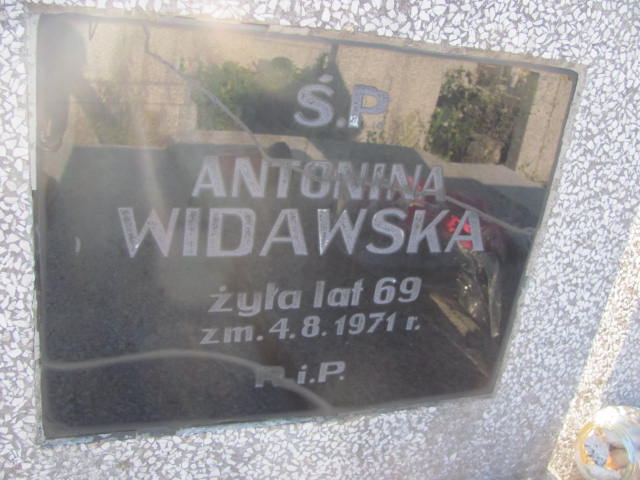 Ś.P.
ANTONINA
WIDAWSKA
żyła lat 69
zm. 4.8.1971 r.
R.i.P.